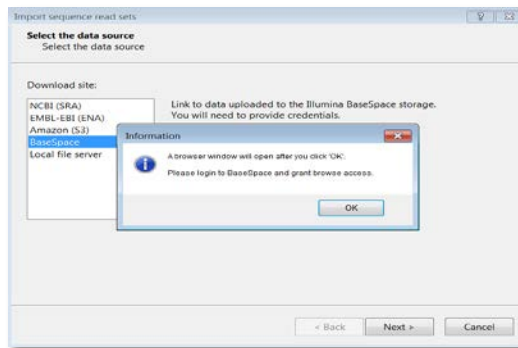 Import sequence read sets
Select the data source
Select the data source
Download site:
NCBI (SRA)
EMBL-EBI (ENA)
Amazon (S3)
BaseSpace
Local file server
Link to data uploaded to the Illumina BaseSpace storage.
You will need to provide credentials.
Information
A browser window will open after you click 'OK'.
Please login to BaseSpace and grant browse access.
OK
< Back
Next >
Cancel